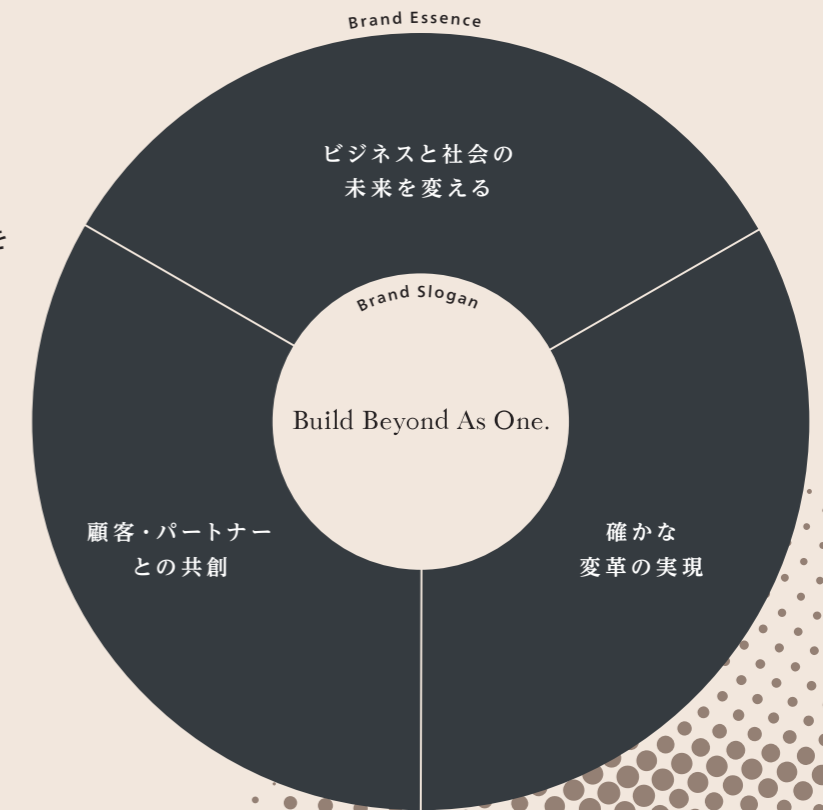 Brand Essence
ビジネスと社会の
未来を変える
Brand Slogan
Build Beyond As One.
顧客・パートナー
との共創
確かな
変革の実現